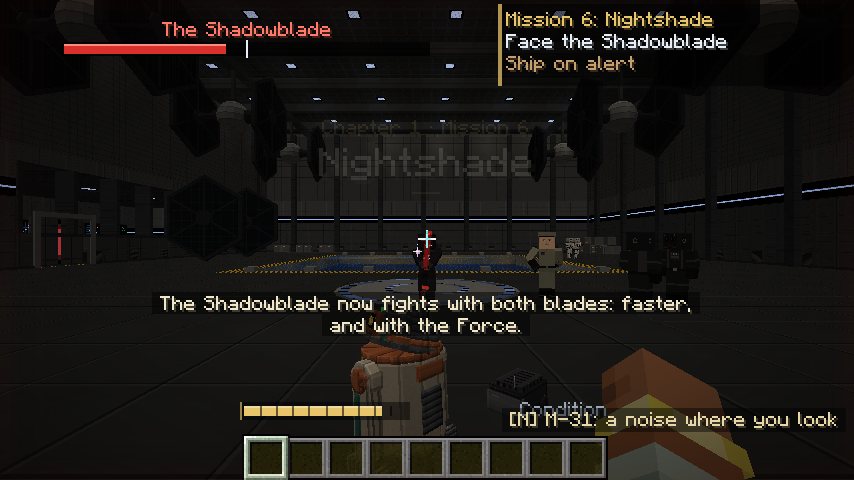 The Shadowblade
Mission 6: Nightshade
Face the Shadowblade
Ship on alert
Chapter 1 · Mission 6
Nightshade
The Shadowblade now fights with both blades: faster,
and with the Force.
Condition
[N] M-31: a noise where you look